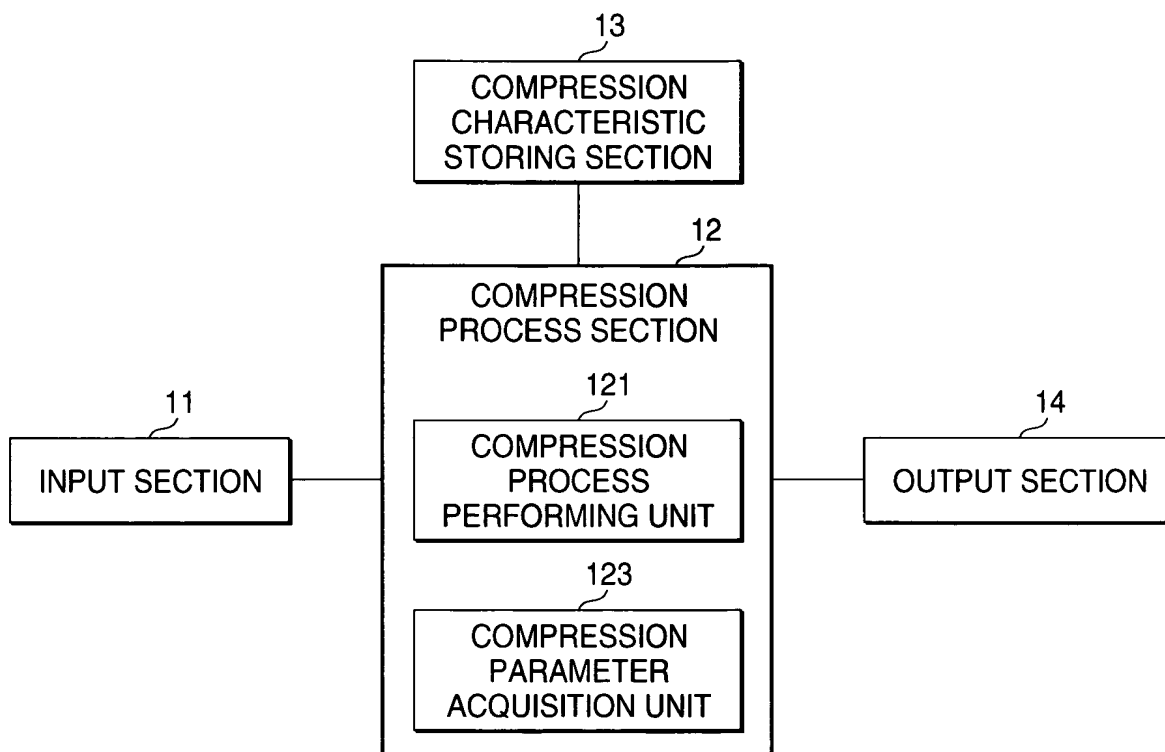 13
COMPRESSION
CHARACTERISTIC
STORING SECTION
12
COMPRESSION
PROCESS SECTION
11
INPUT SECTION
121
COMPRESSION
PROCESS
PERFORMING UNIT
14
OUTPUT SECTION
123
COMPRESSION
PARAMETER
ACQUISITION UNIT